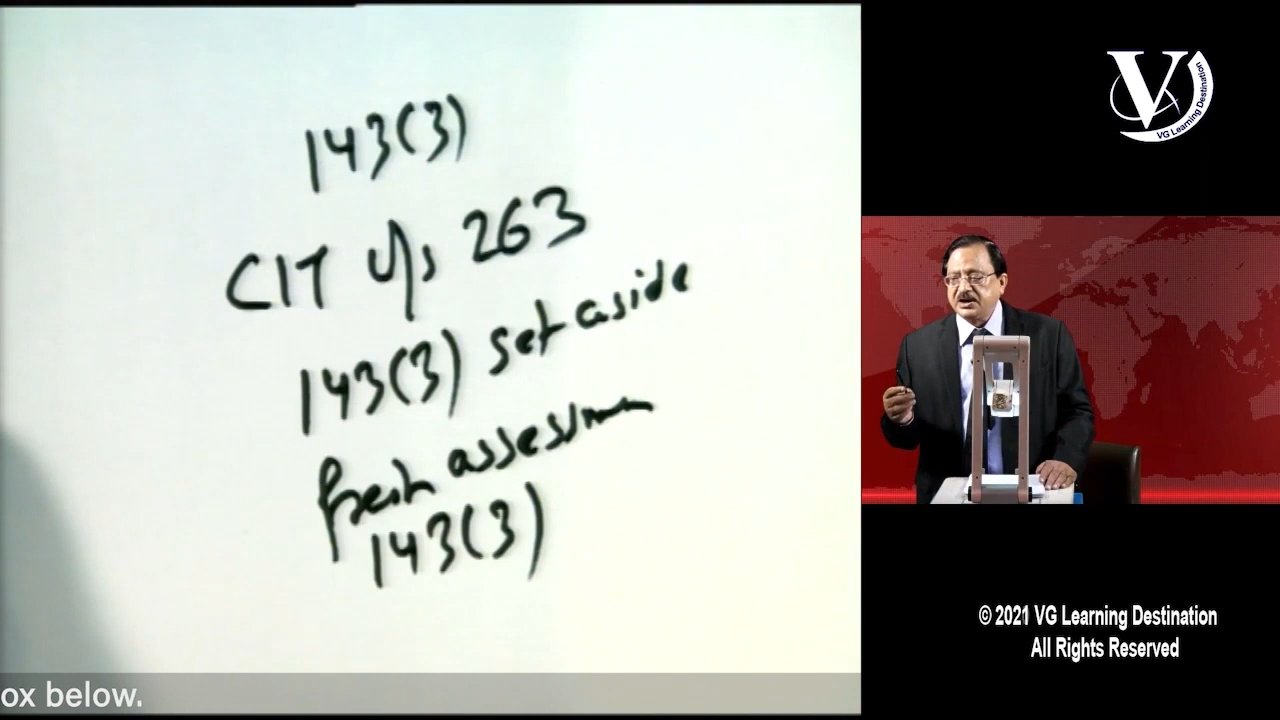 143(3)
CIT u/s 263
143(3) set aside
fresh assessmen
143(3)
ox below.
V
VG Learning Destination
© 2021 VG Learning Destination
All Rights Reserved